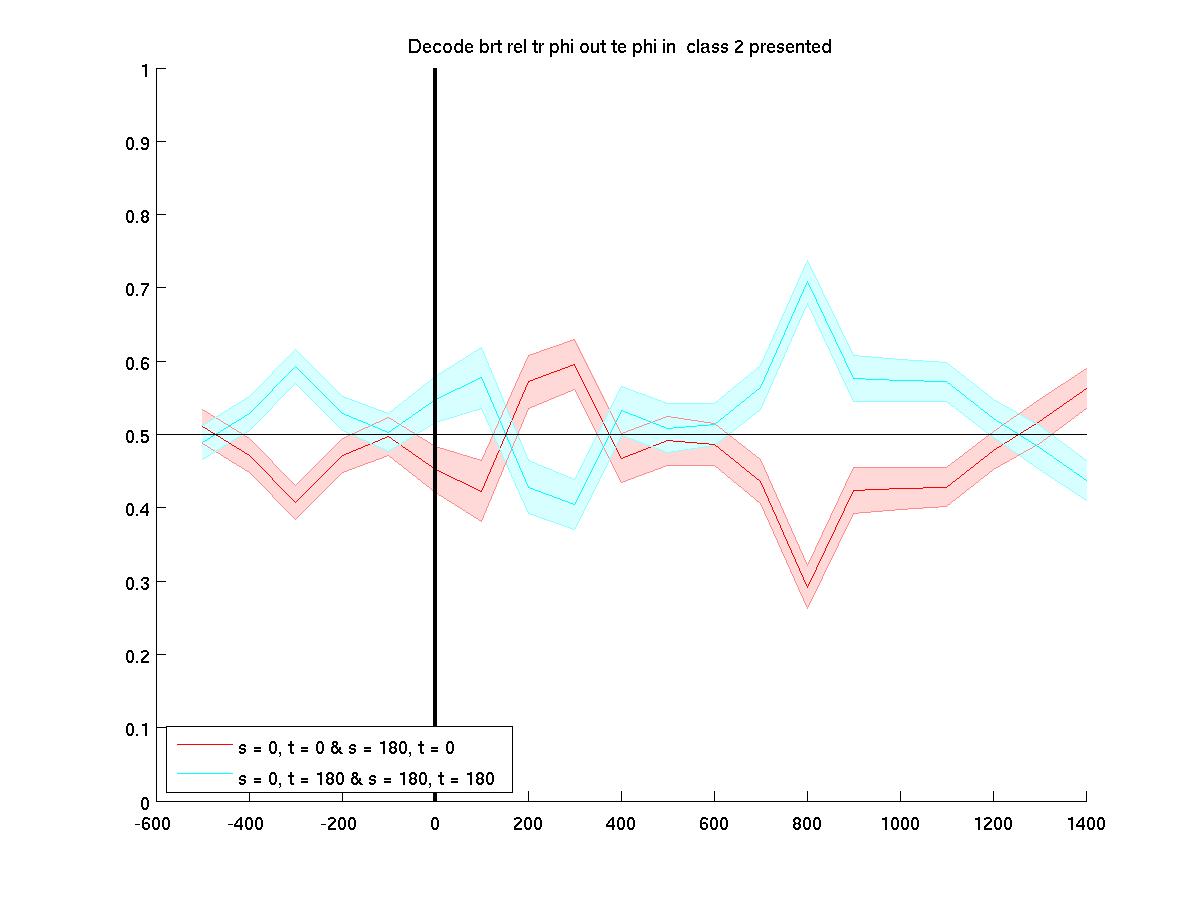 Decode brt rel tr phi out te phi in  class 2 presented
1
0.9
0.8
0.7
0.6
0.5
0.4
0.3
0.2
0.1
0
s = 0, t = 0 & s = 180, t = 0
s = 0, t = 180 & s = 180, t = 180
-600 -400 -200 0 200 400 600 800 1000 1200 1400